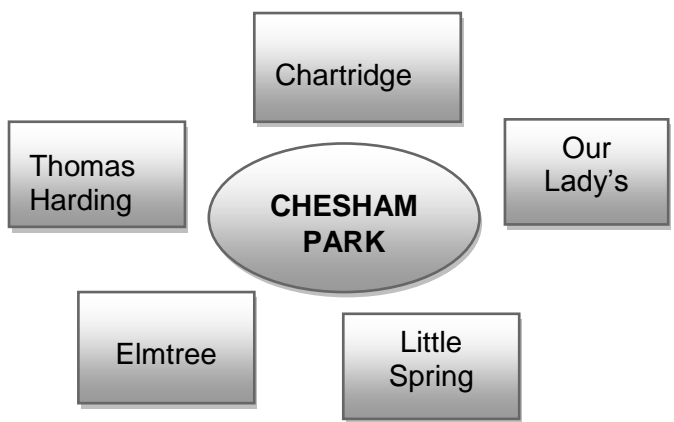 Chartridge
Thomas
Harding
Our
Lady's
CHESHAM
PARK
Elmtree
Little
Spring